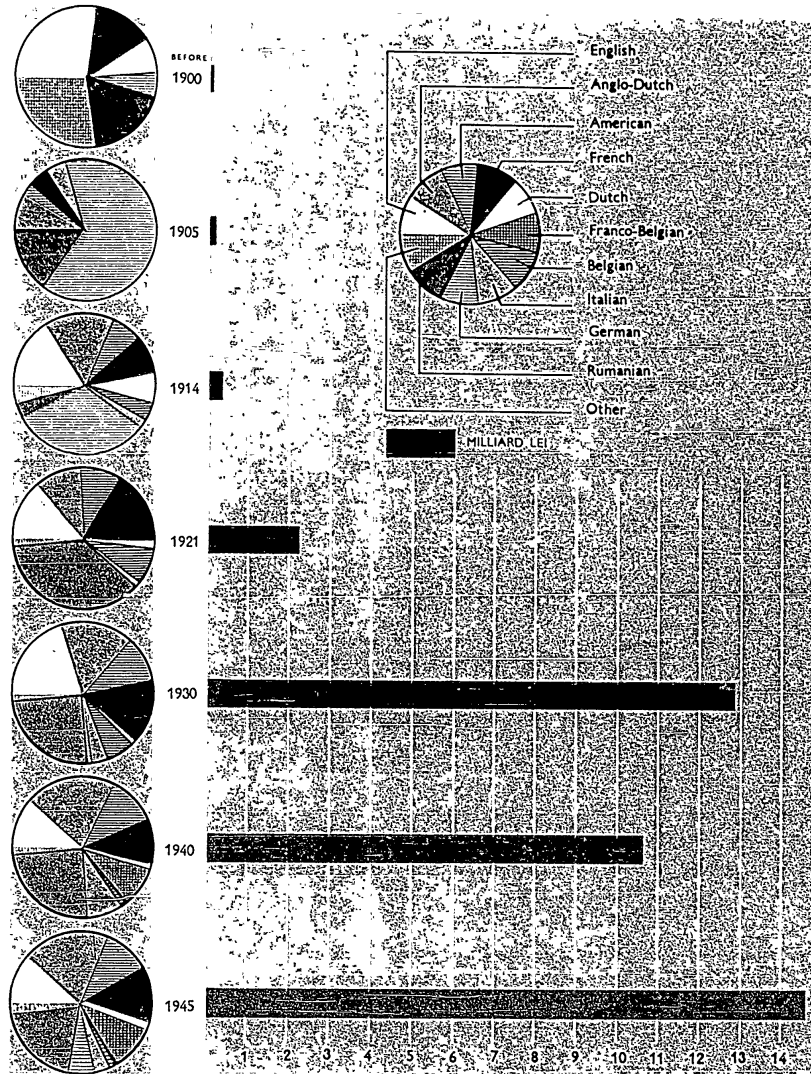 BEFORE
1900
1905
1914
1921
1930
1940
1945
English
Anglo-Dutch
American
French
Dutch
Franco-Belgian
Belgian
Italian
German
Rumanian
Other
MILLIARD LEI
1 2 3 4 5 6 7 8 9 10 11 12 13 14